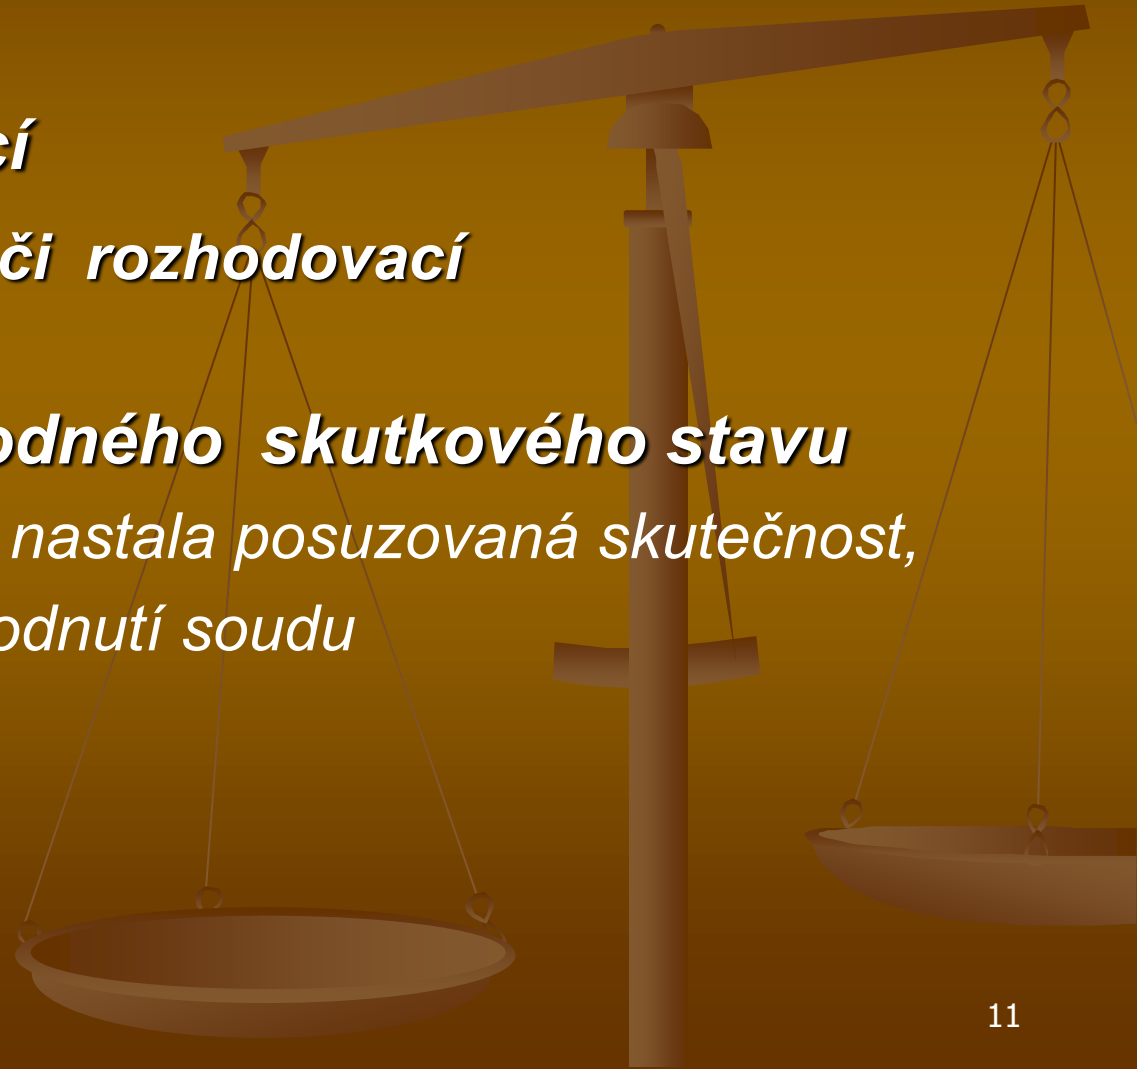 cí
či rozhodovací
odného skutkového stavu
nastala posuzovaná skutečnost,
odnutí soudu
11